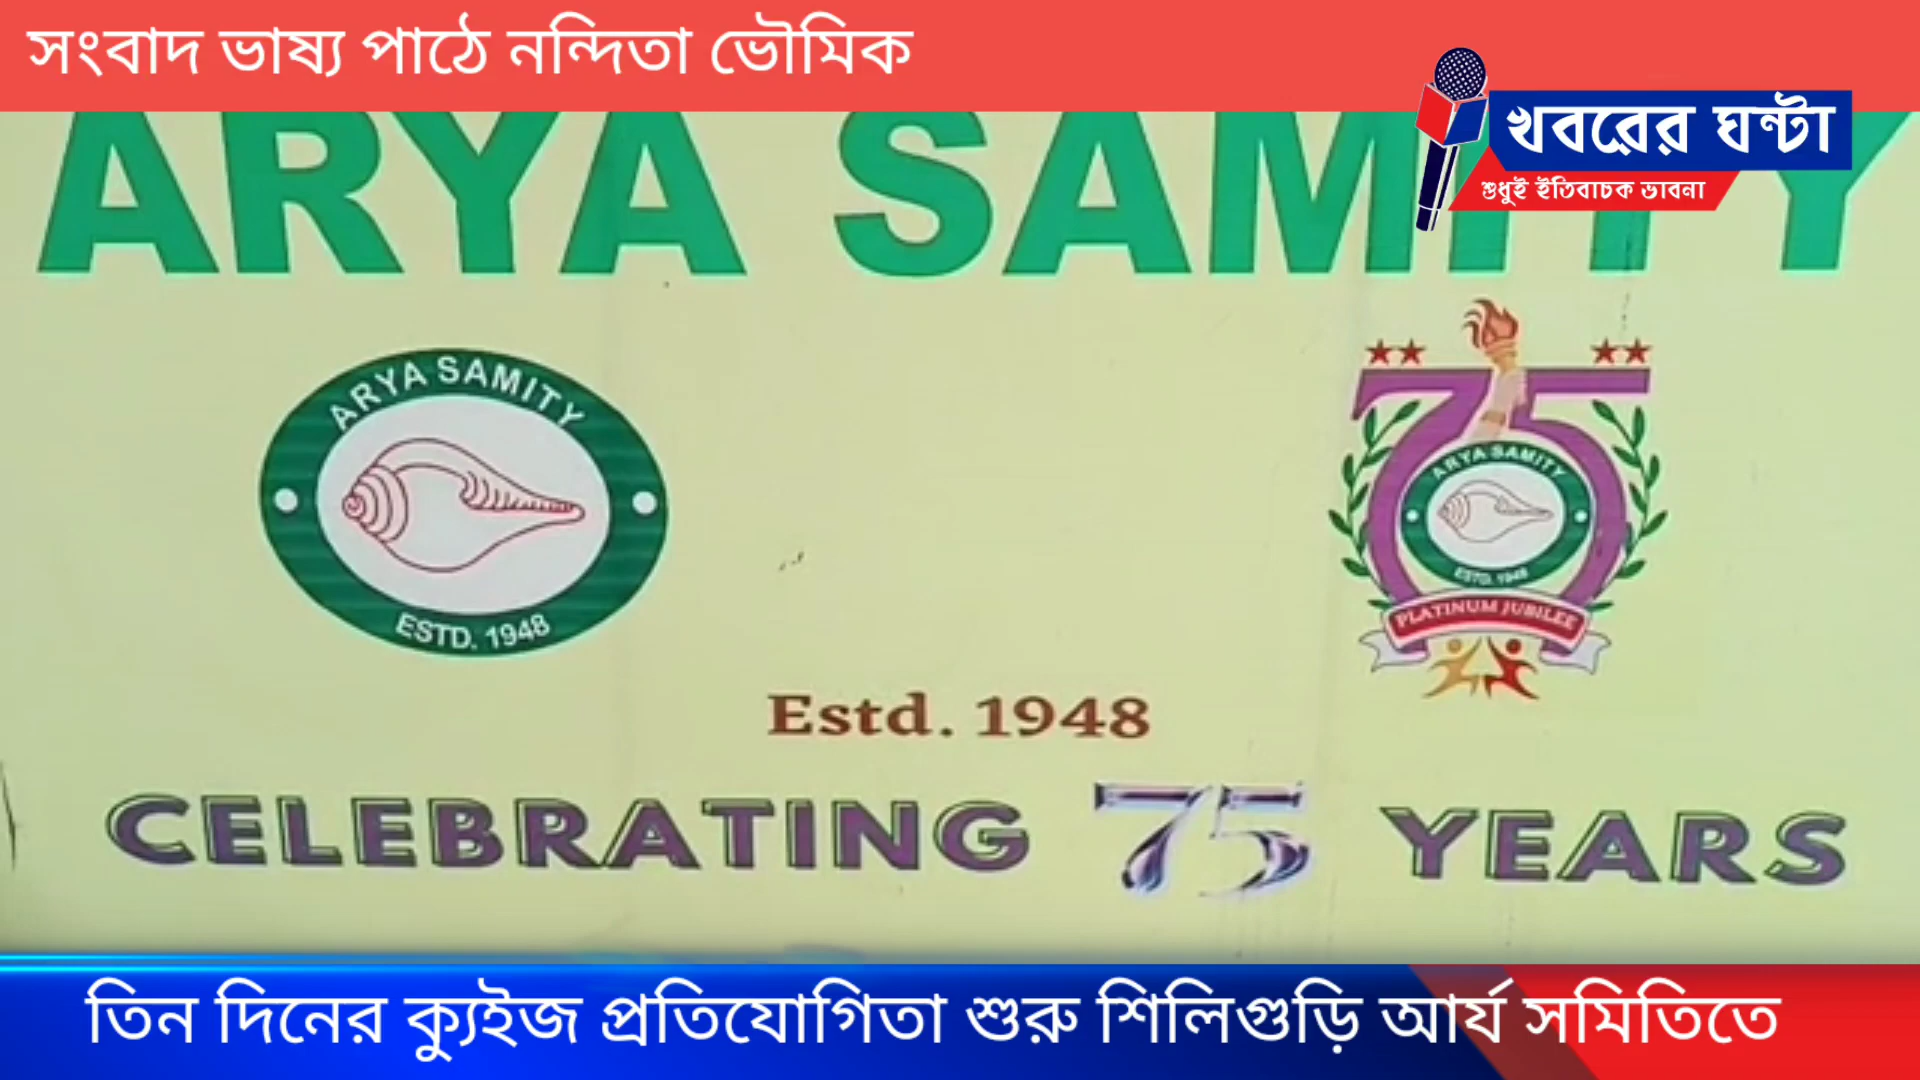 সংবাদ ভাষ্য পাঠে নন্দিতা ভৌমিক
খবরের ঘন্টা
শুধুই ইতিবাচক ভাবনা
ARYA SAMITY
ARYA SAMITY
ESTD. 1948
75
ARYA SAMITY
ESTD. 1948
PLATINUM JUBILEE
Estd. 1948
CELEBRATING 75 YEARS
তিন দিনের ক্যুইজ প্রতিযোগিতা শুরু শিলিগুড়ি আর্য সমিতিতে